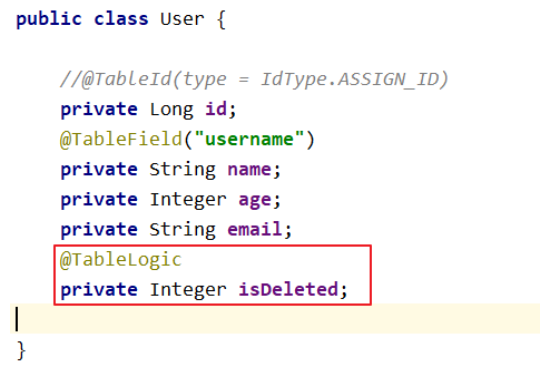 public class User {
//@TableId(type = IdType.ASSIGN_ID)
private Long id;
@TableField("username")
private String name;
private Integer age;
private String email;
@TableLogic
private Integer isDeleted;
}